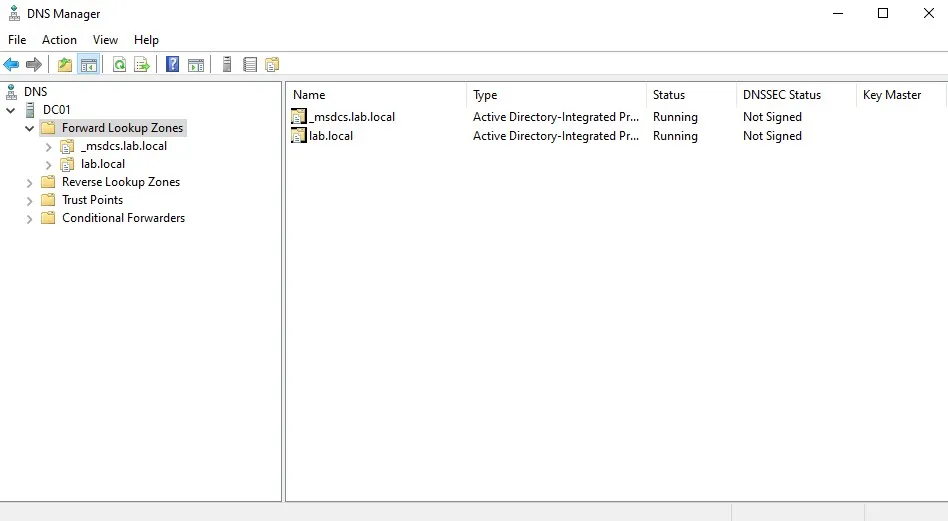 DNS Manager
File Action View Help
DNS
DC01
Forward Lookup Zones
_msdcs.lab.local
lab.local
Reverse Lookup Zones
Trust Points
Conditional Forwarders
Name Type Status DNSSEC Status Key Master
_msdcs.lab.local Active Directory-Integrated Pr... Running Not Signed
lab.local Active Directory-Integrated Pr... Running Not Signed